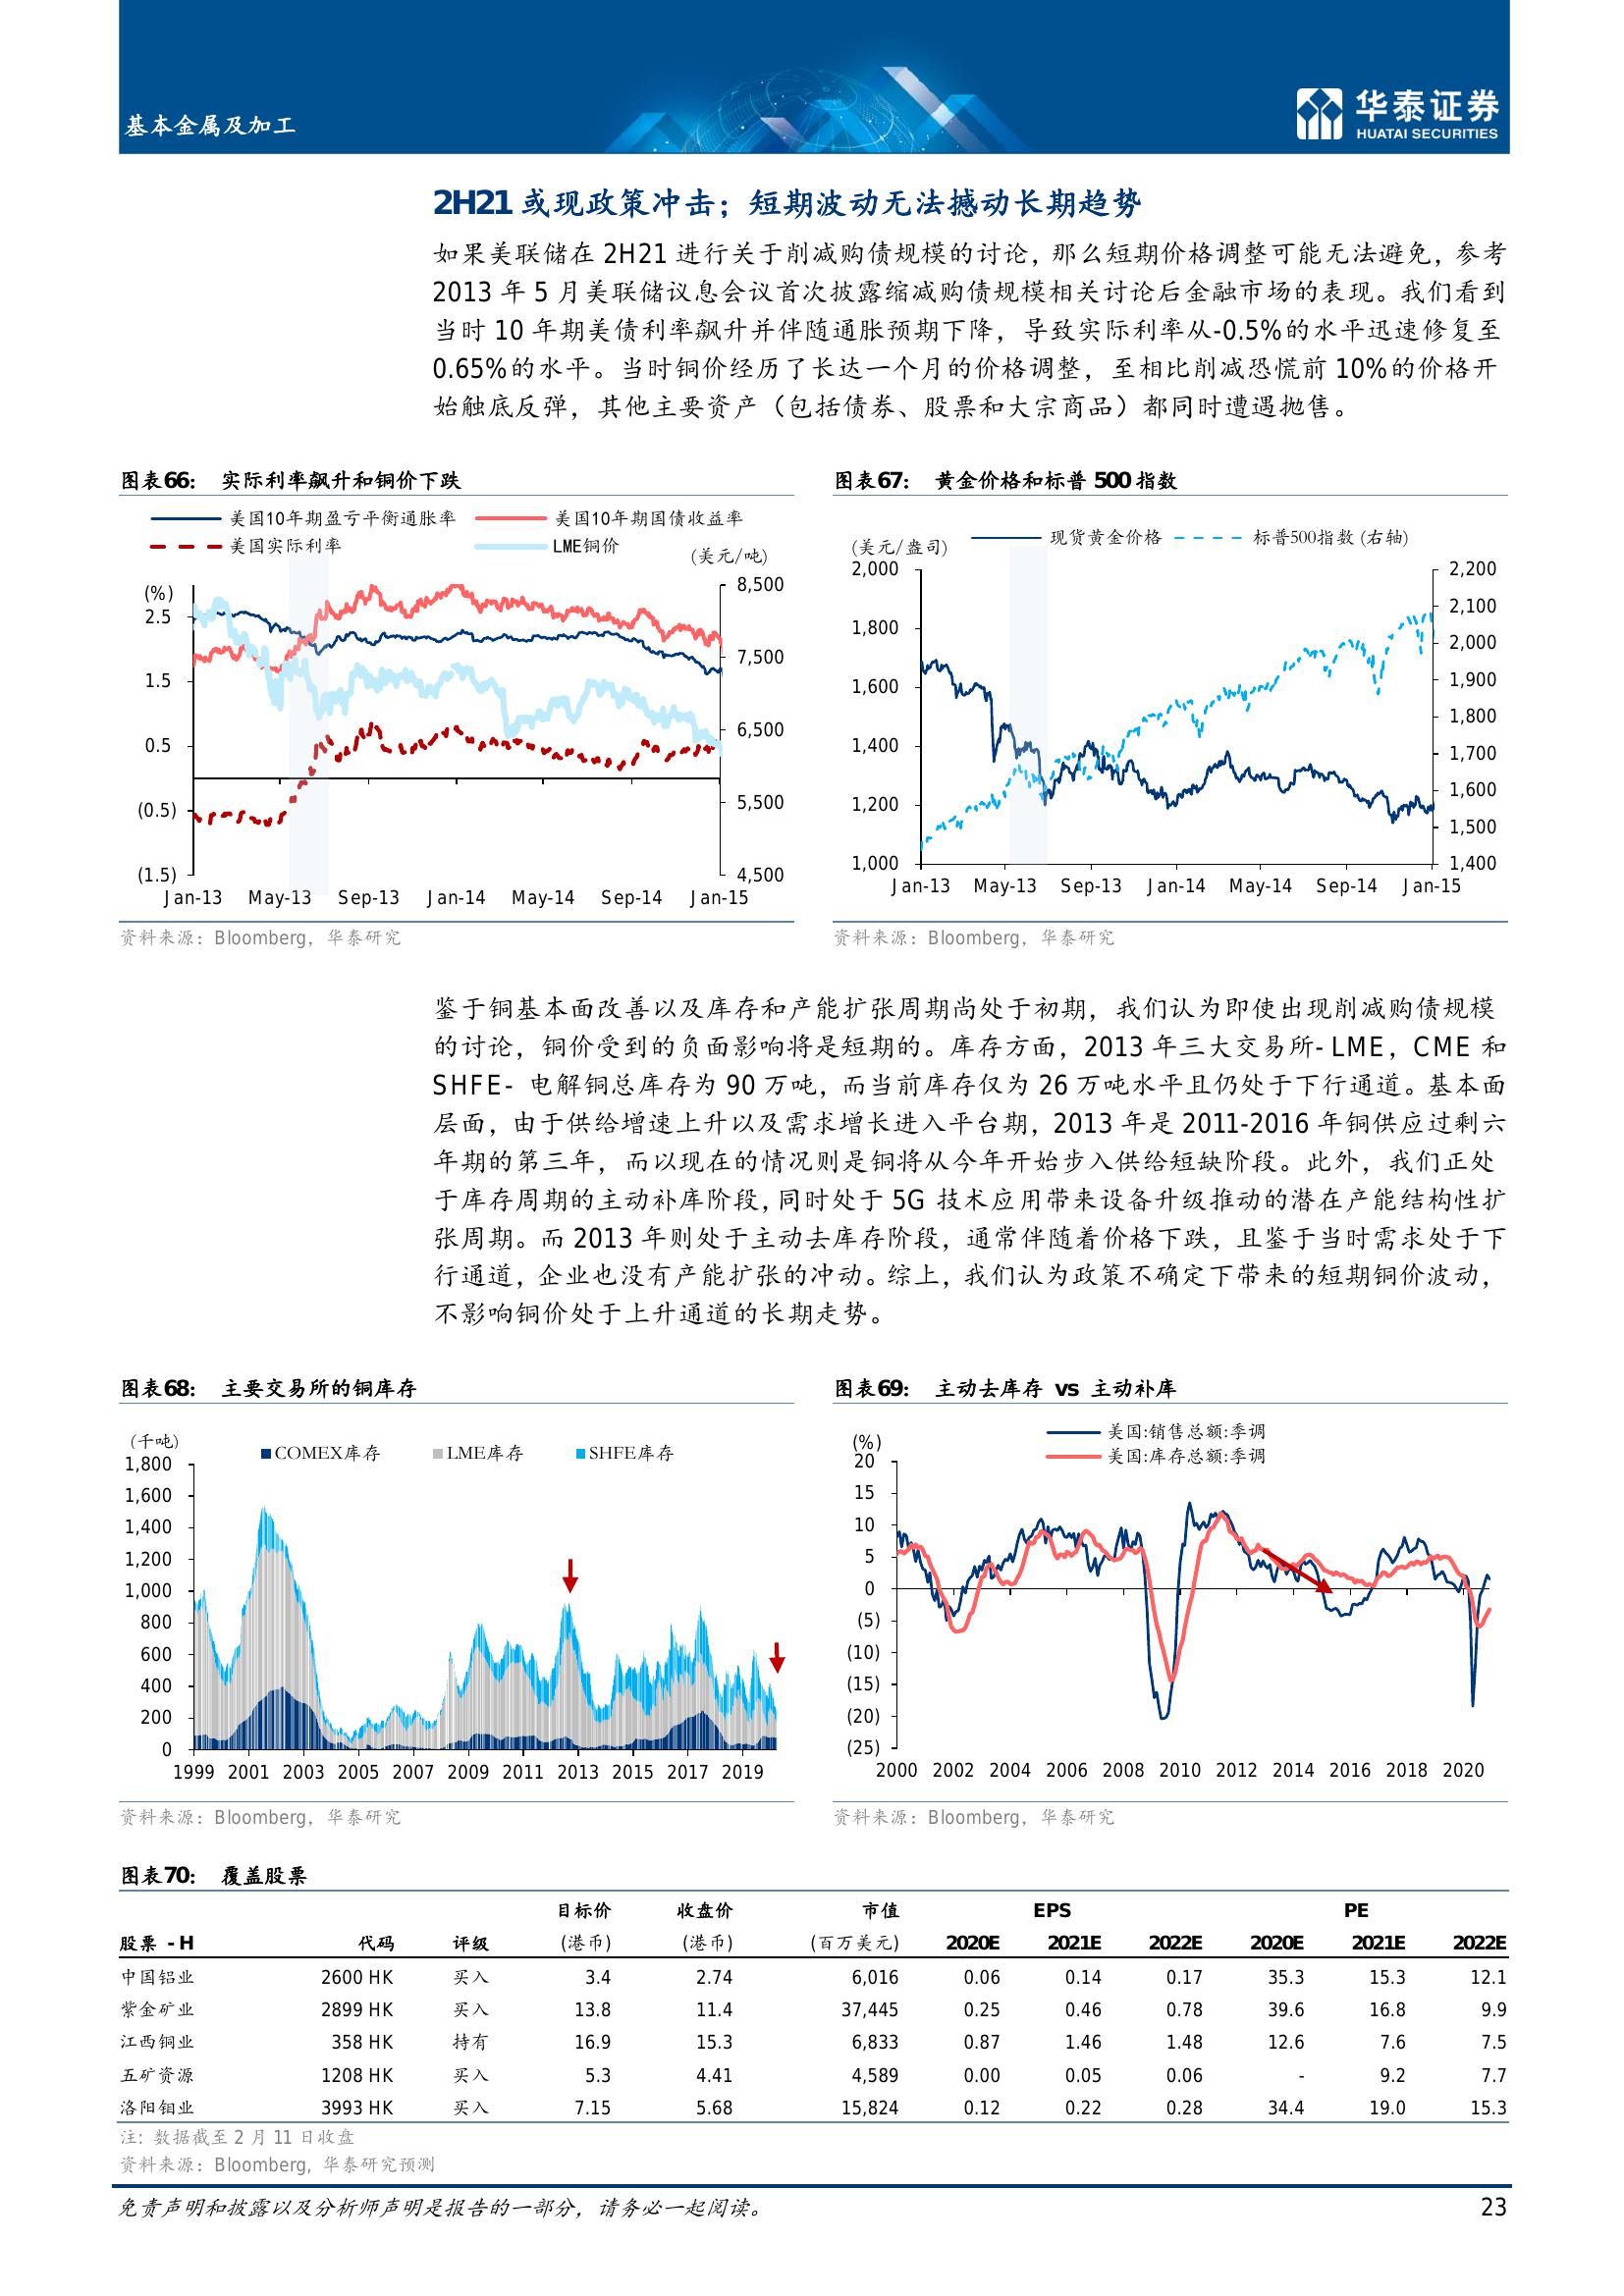 基本金属及加工
华泰证券
HUATAI SECURITIES
2H21 或现政策冲击；短期波动无法撼动长期趋势
如果美联储在 2H21 进行关于削减购债规模的讨论，那么短期价格调整可能无法避免，参考
2013 年 5 月美联储议息会议首次披露缩减购债规模相关讨论后金融市场的表现。我们看到
当时 10 年期美债利率飙升并伴随通胀预期下降，导致实际利率从-0.5%的水平迅速修复至
0.65%的水平。当时铜价经历了长达一个月的价格调整，至相比削减恐慌前 10%的价格开
始触底反弹，其他主要资产（包括债券、股票和大宗商品）都同时遭遇抛售。
图表66： 实际利率飙升和铜价下跌
美国10年期盈亏平衡通胀率 美国10年期国债收益率
美国实际利率 LME铜价
(美元/吨)
(%)
2.5
1.5
0.5
(0.5)
(1.5)
8,500
7,500
6,500
5,500
4,500
Jan-13 May-13 Sep-13 Jan-14 May-14 Sep-14 Jan-15
资料来源：Bloomberg，华泰研究
图表67： 黄金价格和标普 500 指数
(美元/盎司) 现货黄金价格 标普500指数 (右轴)
2,000
1,800
1,600
1,400
1,200
1,000
2,200
2,100
2,000
1,900
1,800
1,700
1,600
1,500
1,400
Jan-13 May-13 Sep-13 Jan-14 May-14 Sep-14 Jan-15
资料来源：Bloomberg，华泰研究
鉴于铜基本面改善以及库存和产能扩张周期尚处于初期，我们认为即使出现削减购债规模
的讨论，铜价受到的负面影响将是短期的。库存方面，2013 年三大交易所- LME，CME 和
SHFE- 电解铜总库存为 90 万吨，而当前库存仅为 26 万吨水平且仍处于下行通道。基本面
层面，由于供给增速上升以及需求增长进入平台期，2013 年是 2011-2016 年铜供应过剩六
年期的第三年，而以现在的情况则是铜将从今年开始步入供给短缺阶段。此外，我们正处
于库存周期的主动补库阶段，同时处于 5G 技术应用带来设备升级推动的潜在产能结构性扩
张周期。而 2013 年则处于主动去库存阶段，通常伴随着价格下跌，且鉴于当时需求处于下
行通道，企业也没有产能扩张的冲动。综上，我们认为政策不确定下带来的短期铜价波动，
不影响铜价处于上升通道的长期走势。
图表68： 主要交易所的铜库存
(千吨) COMEX库存 LME库存 SHFE库存
1,800
1,600
1,400
1,200
1,000
800
600
400
200
0
1999 2001 2003 2005 2007 2009 2011 2013 2015 2017 2019
资料来源：Bloomberg，华泰研究
图表69： 主动去库存 vs 主动补库
美国:销售总额:季调
美国:库存总额:季调
(%)
20
15
10
5
0
(5)
(10)
(15)
(20)
(25)
2000 2002 2004 2006 2008 2010 2012 2014 2016 2018 2020
资料来源：Bloomberg，华泰研究
图表70： 覆盖股票
目标价 收盘价 市值 EPS PE
股票 - H 代码 评级 (港币) (港币) (百万美元) 2020E 2021E 2022E 2020E 2021E 2022E
中国铝业 2600 HK 买入 3.4 2.74 6,016 0.06 0.14 0.17 35.3 15.3 12.1
紫金矿业 2899 HK 买入 13.8 11.4 37,445 0.25 0.46 0.78 39.6 16.8 9.9
江西铜业 358 HK 持有 16.9 15.3 6,833 0.87 1.46 1.48 12.6 7.6 7.5
五矿资源 1208 HK 买入 5.3 4.41 4,589 0.00 0.05 0.06 - 9.2 7.7
洛阳钼业 3993 HK 买入 7.15 5.68 15,824 0.12 0.22 0.28 34.4 19.0 15.3
注：数据截至 2 月 11 日收盘
资料来源：Bloomberg, 华泰研究预测
免责声明和披露以及分析师声明是报告的一部分，请务必一起阅读。 23